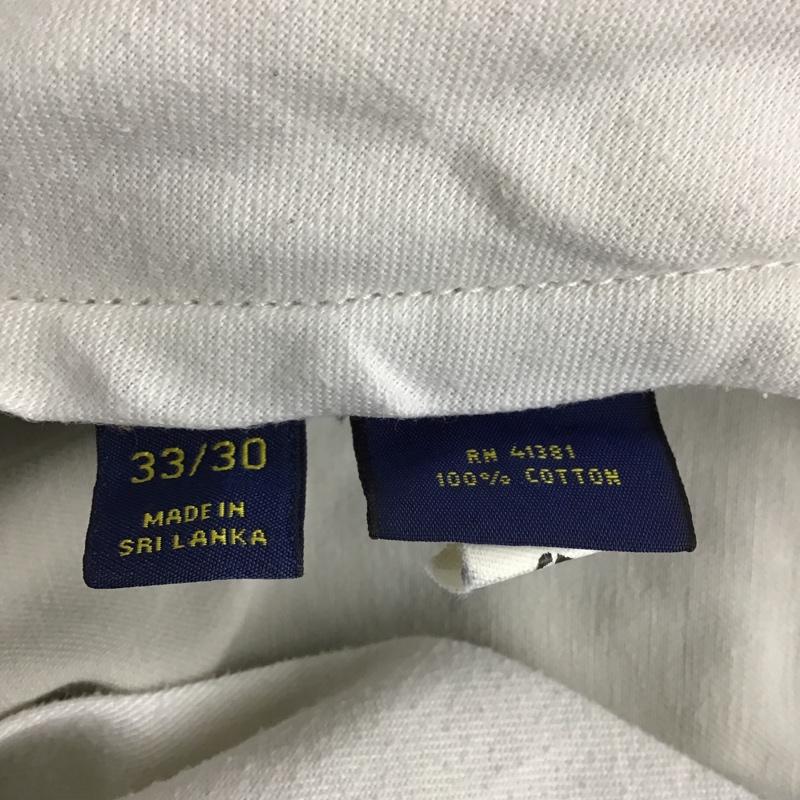 33/30
MADE IN
SRI LANKA
RN 41381
100% COTTON